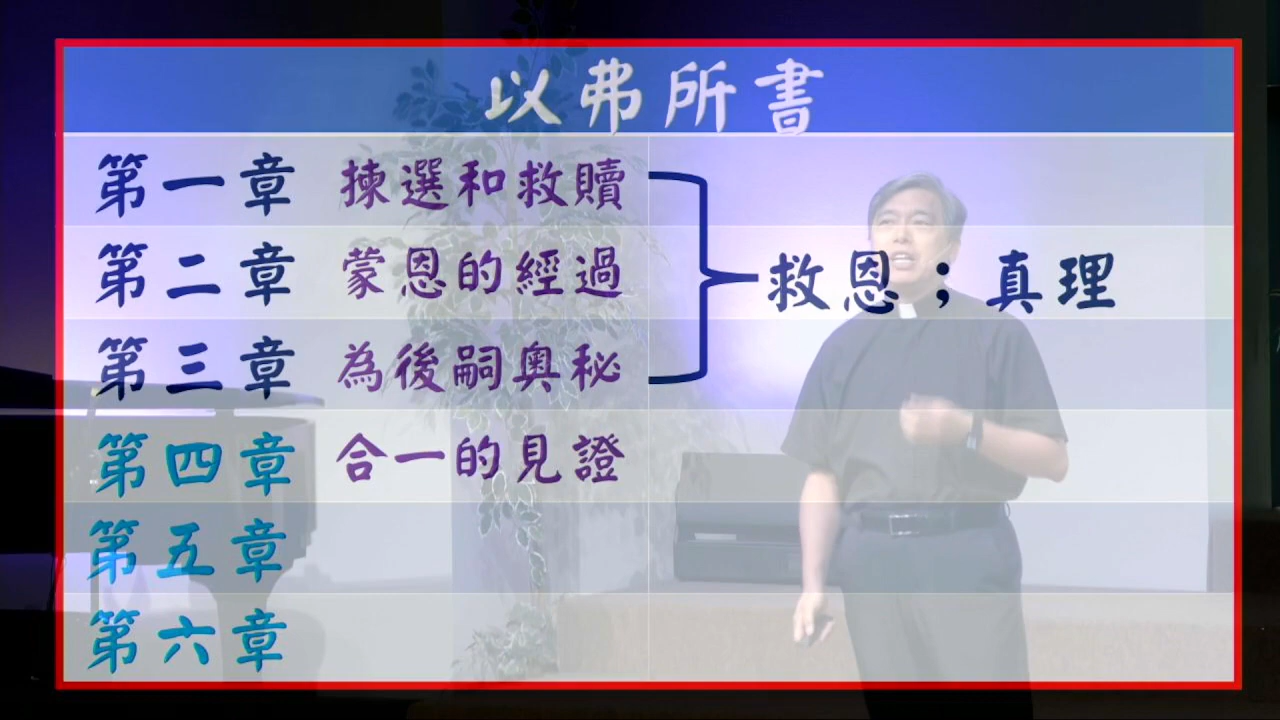 以弗所書
第一章 揀選和救贖
第二章 蒙恩的經過
救恩；真理
第三章 為後嗣奧秘
第四章 合一的見證
第五章
第六章